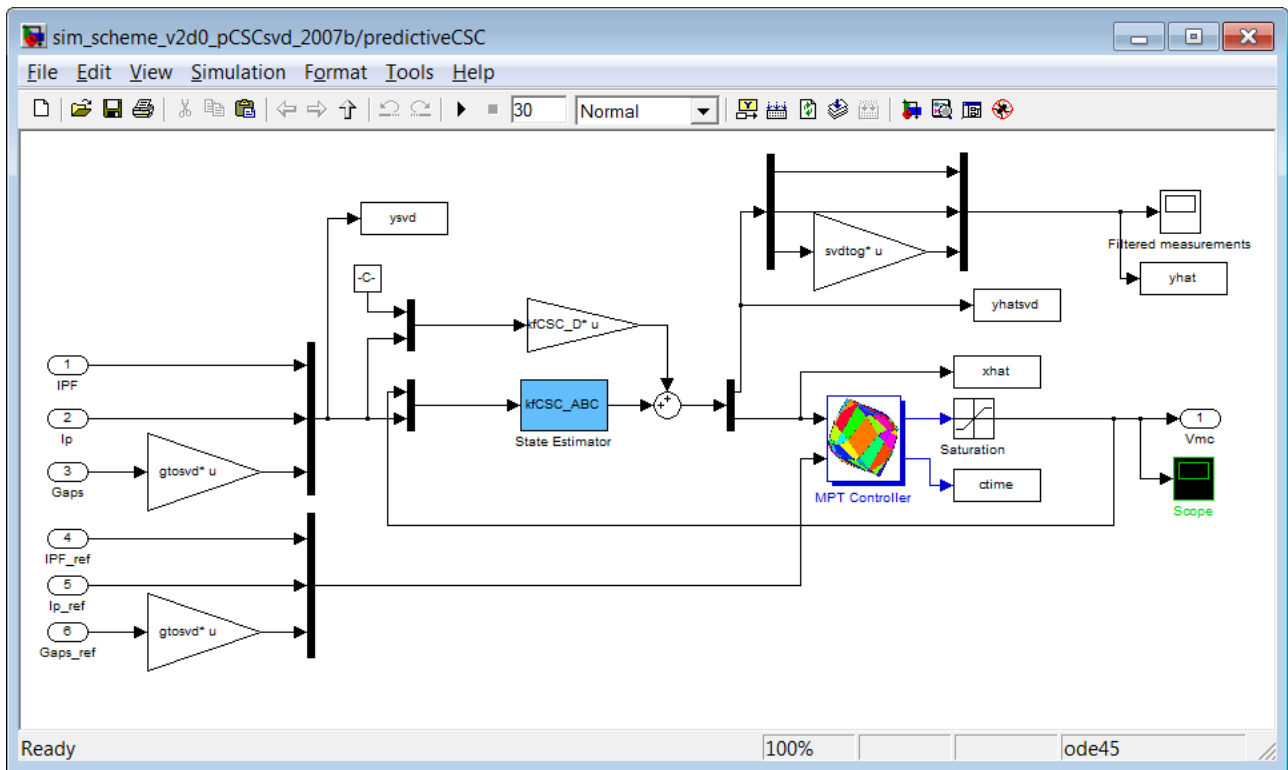 sim_scheme_v2d0_pCSCsvd_2007b/predictiveCSC
File Edit View Simulation Format Tools Help
30 Normal
ysvd
-C-
svdtog* u
Filtered measurements
yhat
kfCSC_D* u
yhatsvd
1
IPF
xhat
kfCSC_ABC
State Estimator
2
Ip
1
Vmc
Saturation
3
Gaps
gtosvd* u
MPT Controller
ctime
Scope
4
IPF_ref
5
Ip_ref
6
Gaps_ref
gtosvd* u
Ready 100% ode45